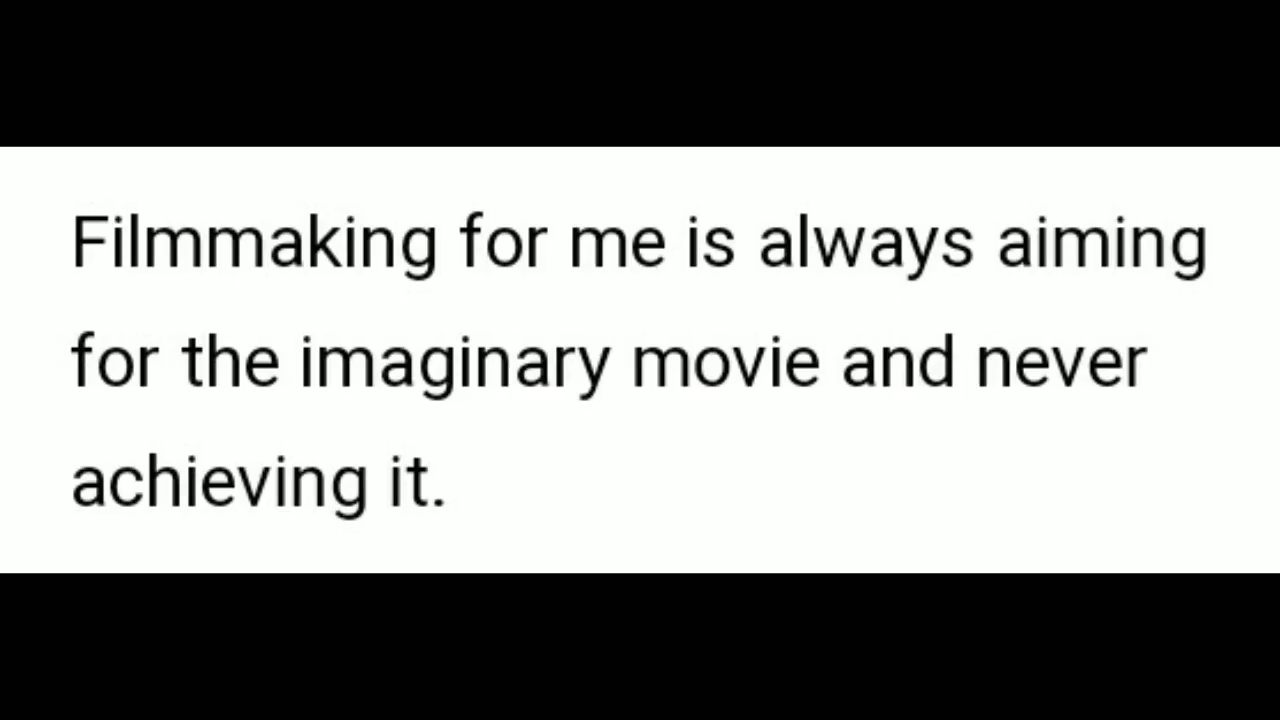 Filmmaking for me is always aiming
for the imaginary movie and never
achieving it.